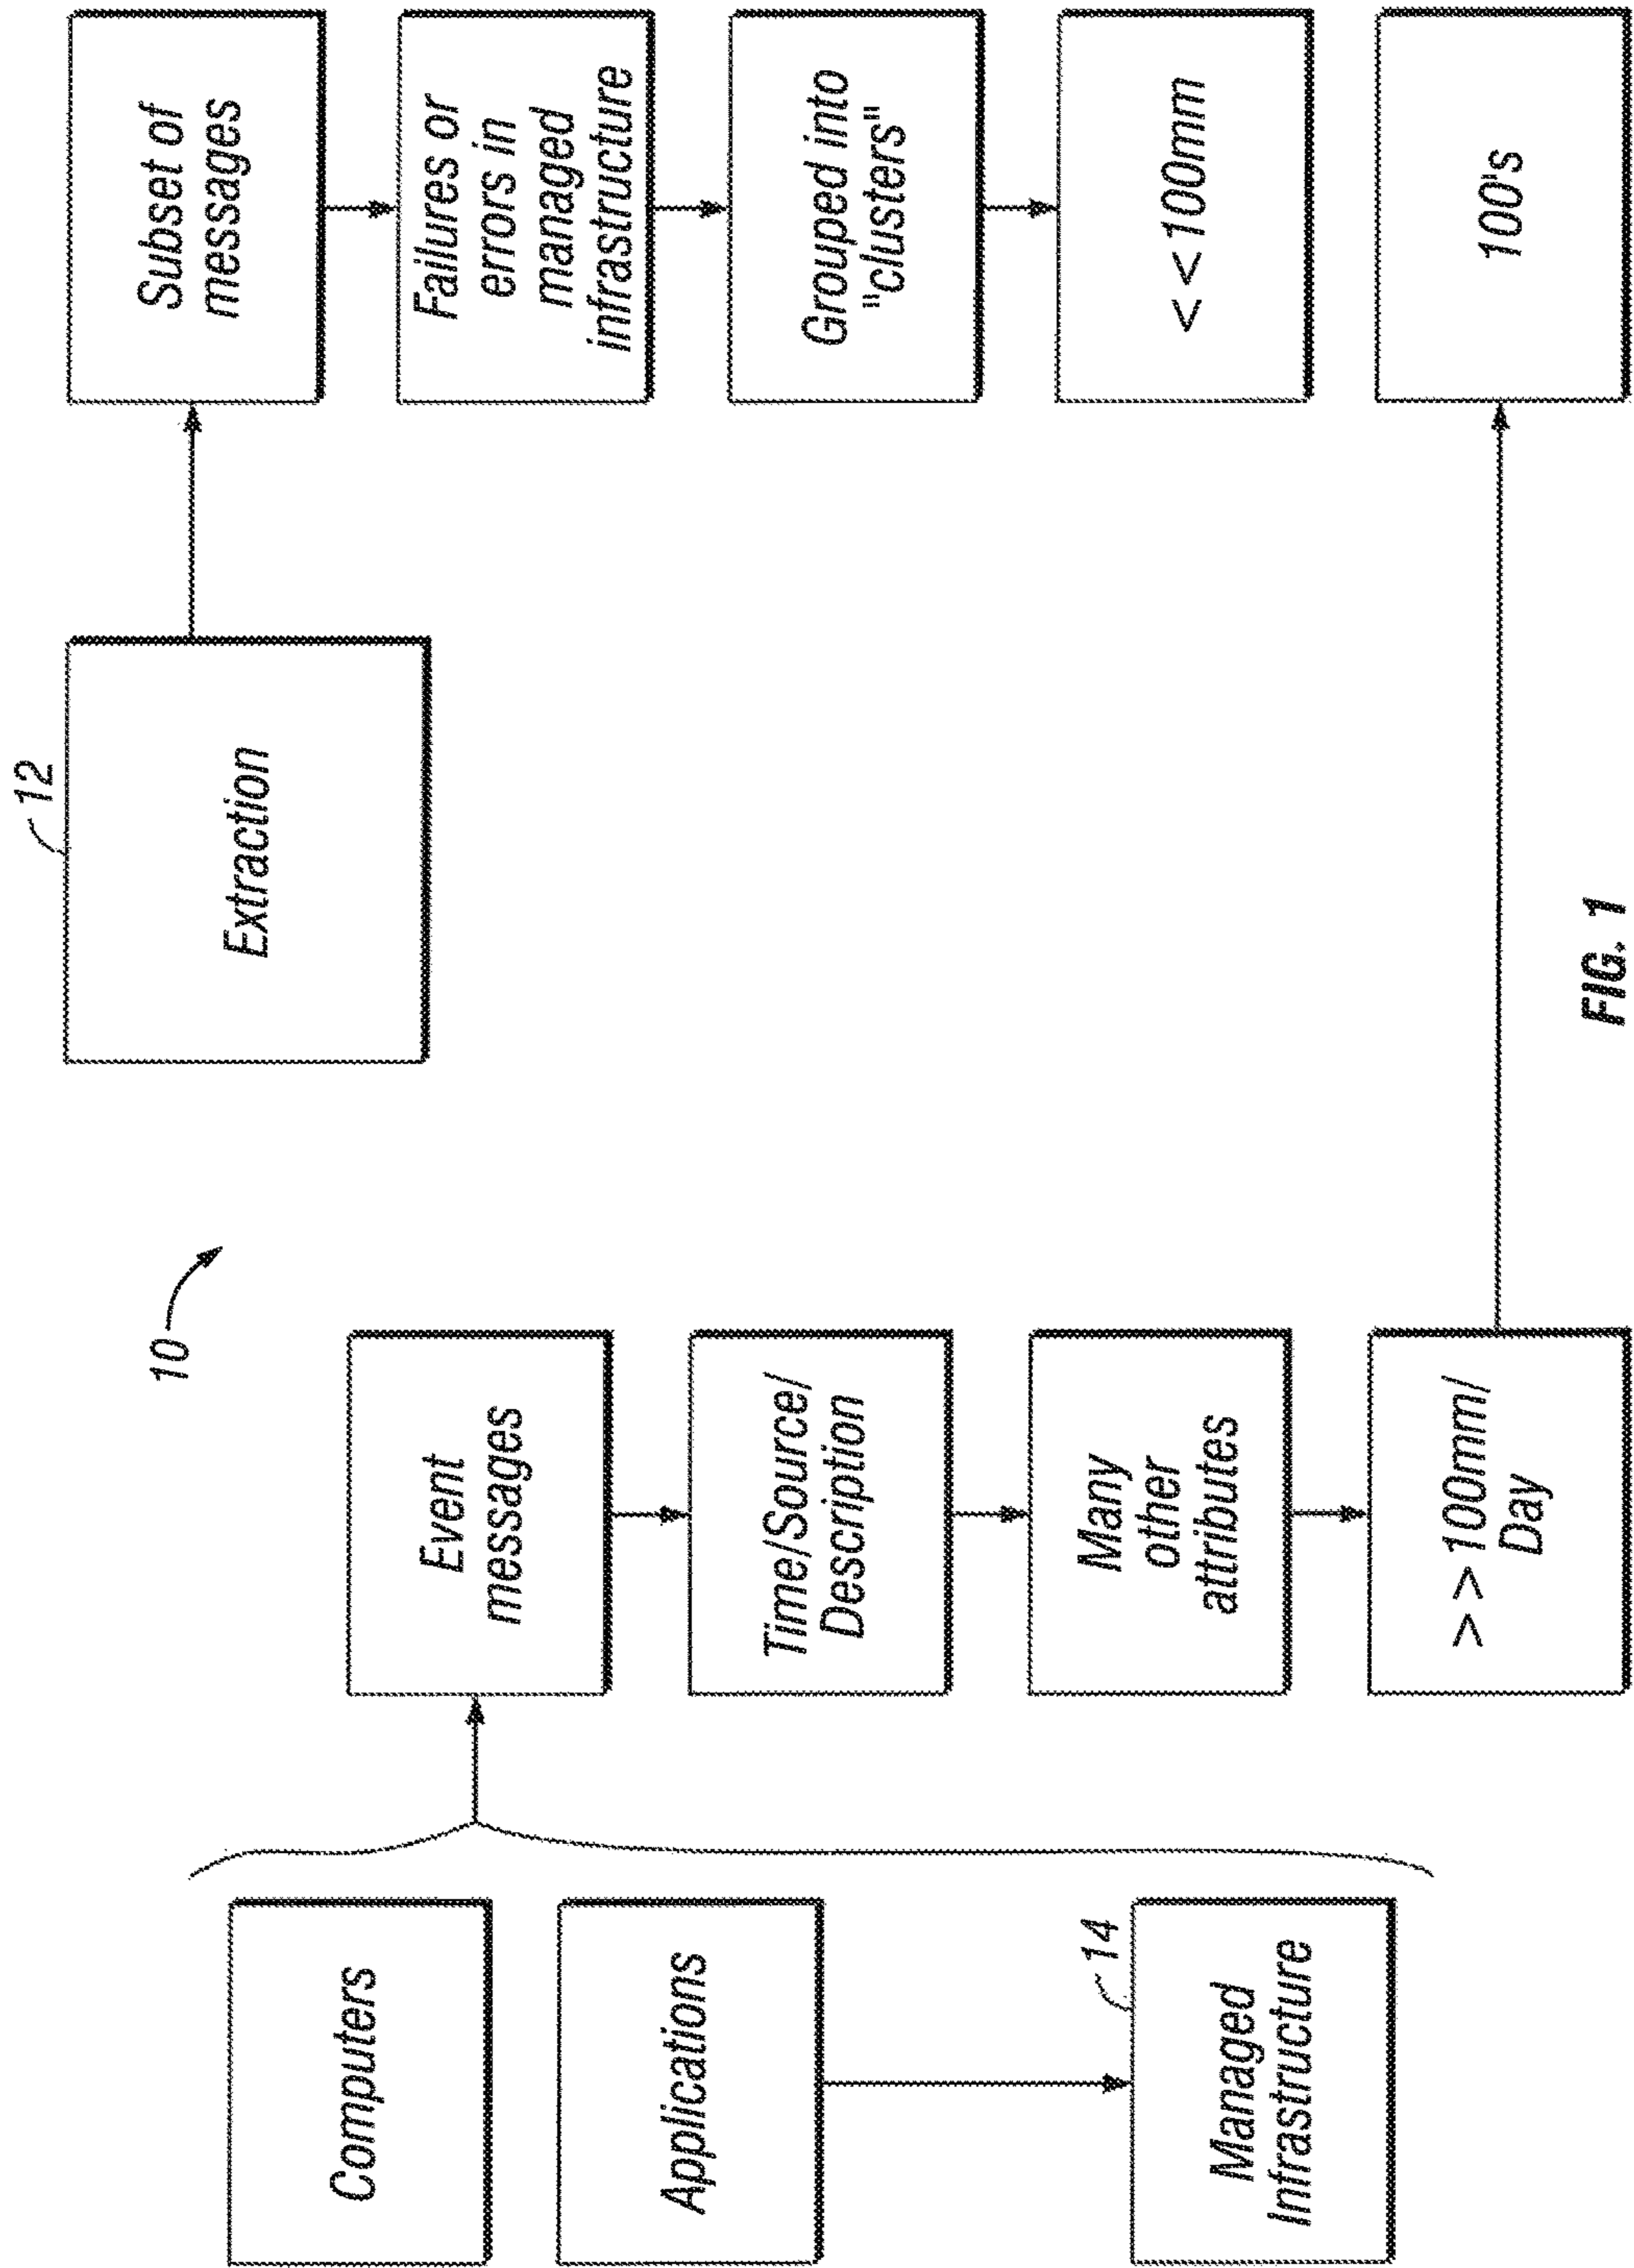 Computers
Applications
14
Managed
Infrastructure
10
Event
messages
Time/Source/
Description
Many
other
attributes
>>100mm/
Day
12
Extraction
Subset of
messages
Failures or
errors in
managed
infrastructure
Grouped into
"clusters"
<<100mm
100's
FIG. 1